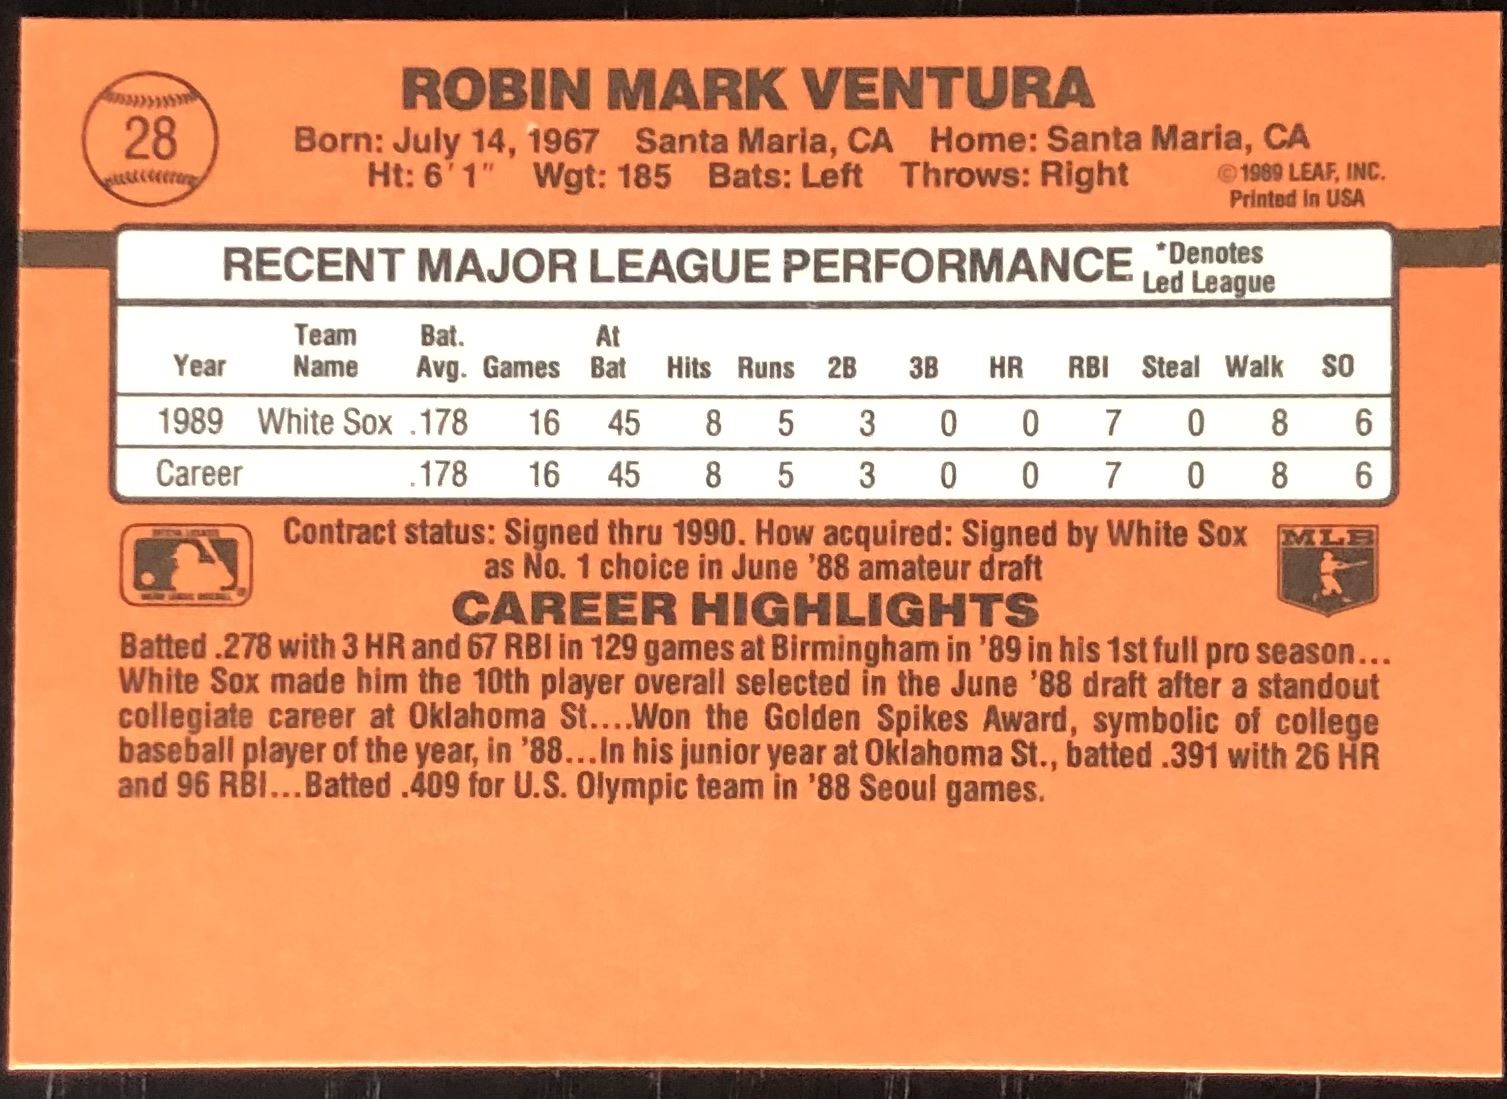 28
ROBIN MARK VENTURA
Born: July 14, 1967 Santa Maria, CA Home: Santa Maria, CA
Ht: 6'1" Wgt: 185 Bats: Left Throws: Right
©1989 LEAF, INC.
Printed in USA
RECENT MAJOR LEAGUE PERFORMANCE *Denotes Led League
Year Team Name Bat. Avg. Games At Bat Hits Runs 2B 3B HR RBI Steal Walk SO
1989 White Sox .178 16 45 8 5 3 0 0 7 0 8 6
Career .178 16 45 8 5 3 0 0 7 0 8 6
Contract status: Signed thru 1990. How acquired: Signed by White Sox
as No. 1 choice in June '88 amateur draft
MLB
CAREER HIGHLIGHTS
Batted .278 with 3 HR and 67 RBI in 129 games at Birmingham in '89 in his 1st full pro season...
White Sox made him the 10th player overall selected in the June '88 draft after a standout
collegiate career at Oklahoma St....Won the Golden Spikes Award, symbolic of college
baseball player of the year, in '88...In his junior year at Oklahoma St., batted .391 with 26 HR
and 96 RBI...Batted .409 for U.S. Olympic team in '88 Seoul games.